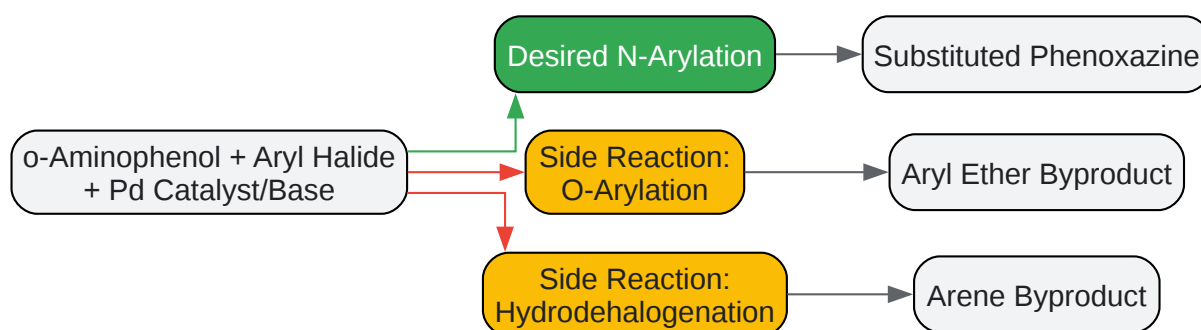 Desired N-Arylation
Substituted Phenoxazine
o-Aminophenol + Aryl Halide
+ Pd Catalyst/Base
Side Reaction:
O-Arylation
Aryl Ether Byproduct
Side Reaction:
Hydrodehalogenation
Arene Byproduct